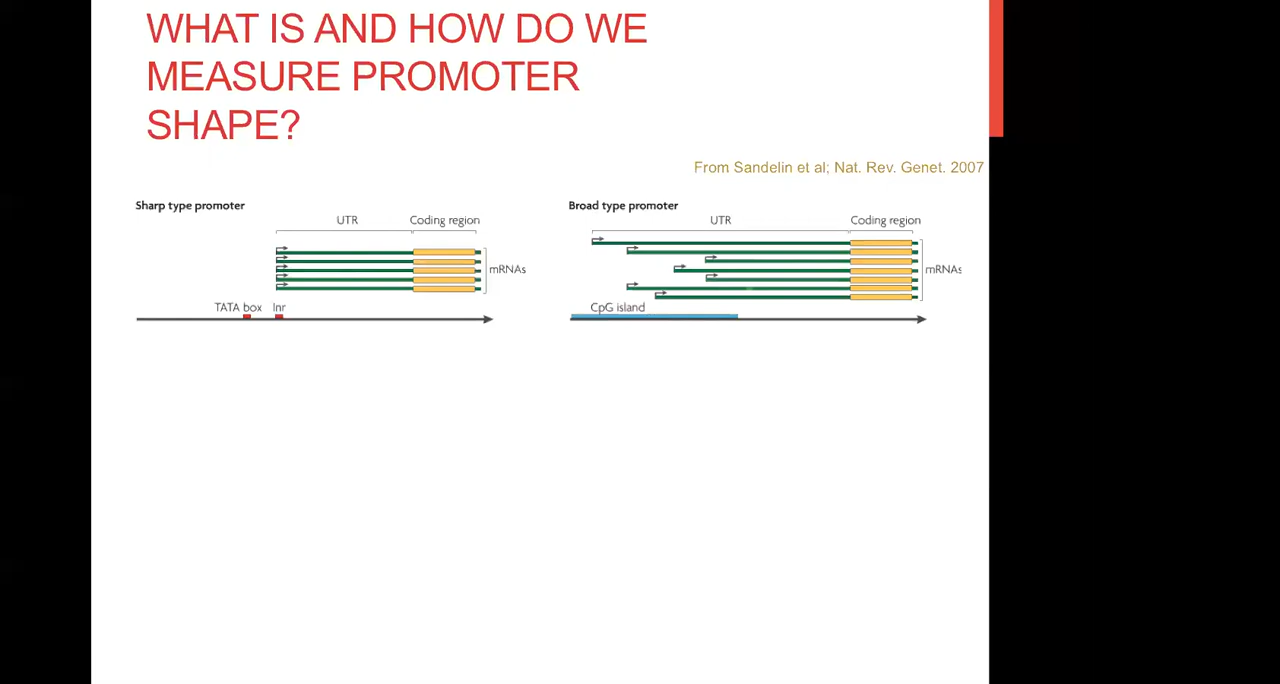 WHAT IS AND HOW DO WE
MEASURE PROMOTER
SHAPE?
From Sandelin et al; Nat. Rev. Genet. 2007
Sharp type promoter
UTR
Coding region
mRNAs
TATA box
Inr
Broad type promoter
UTR
Coding region
mRNAs
CpG island